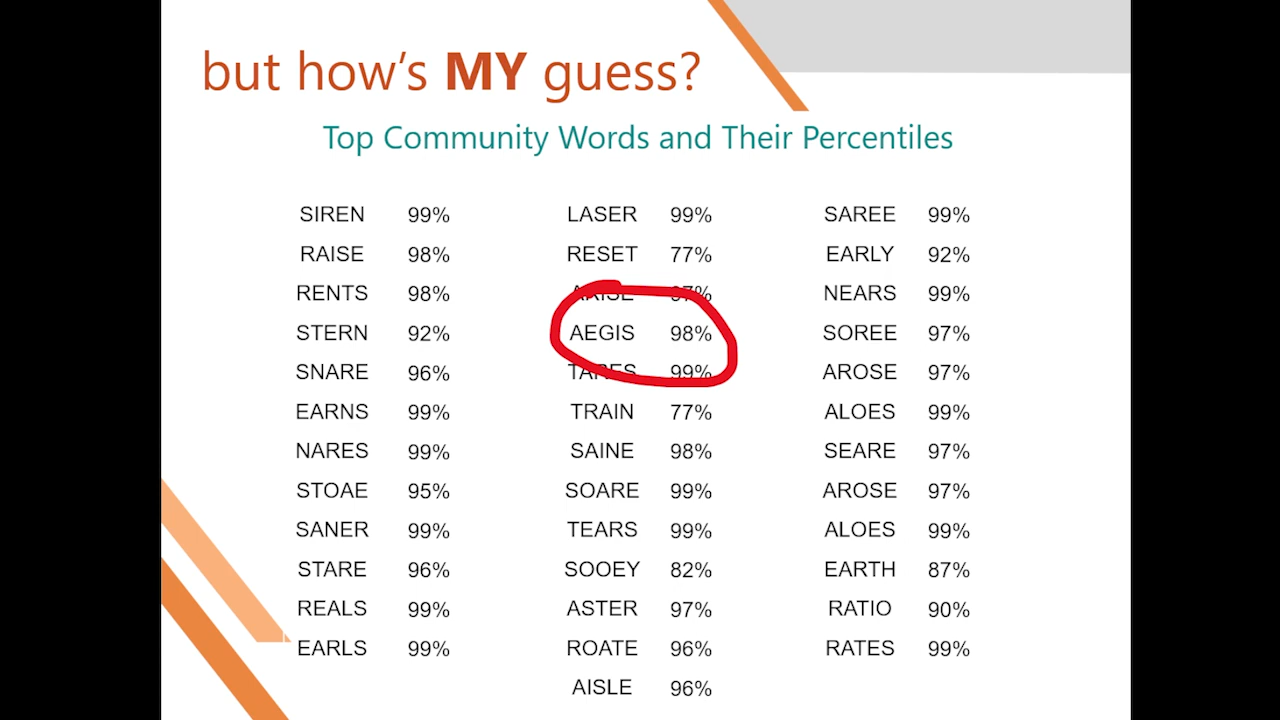 but how's MY guess?
Top Community Words and Their Percentiles
SIREN 99% LASER 99% SAREE 99%
RAISE 98% RESET 77% EARLY 92%
RENTS 98% ARISE 97% NEARS 99%
STERN 92% AEGIS 98% SOREE 97%
SNARE 96% TARES 99% AROSE 97%
EARNS 99% TRAIN 77% ALOES 99%
NARES 99% SAINE 98% SEARE 97%
STOAE 95% SOARE 99% AROSE 97%
SANER 99% TEARS 99% ALOES 99%
STARE 96% SOOEY 82% EARTH 87%
REALS 99% ASTER 97% RATIO 90%
EARLS 99% ROATE 96% RATES 99%
AISLE 96%